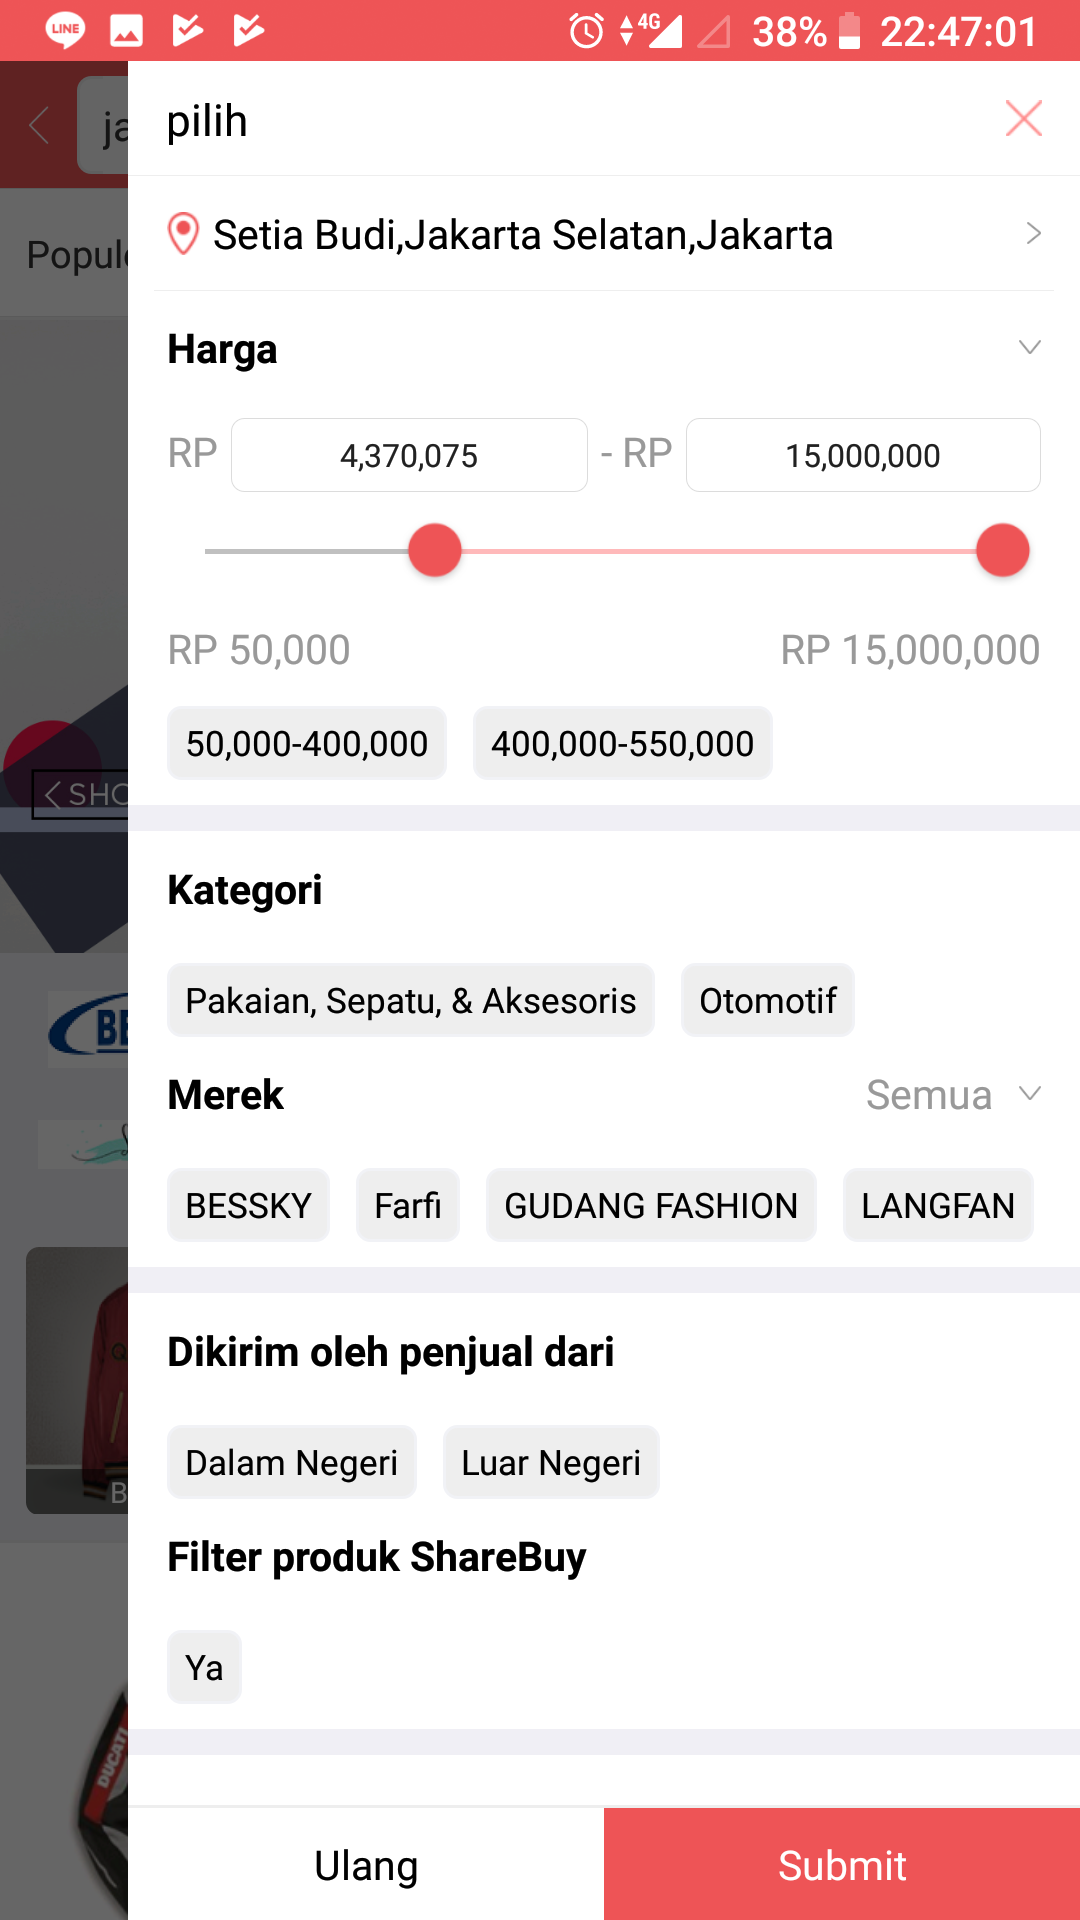 LINE 4G 38% 22:47:01
ja
pilih
Setia Budi,Jakarta Selatan,Jakarta
Popul
Harga
RP 4,370,075 - RP 15,000,000
RP 50,000 RP 15,000,000
50,000-400,000 400,000-550,000
SHO
Kategori
Pakaian, Sepatu, & Aksesoris Otomotif
BE
Merek Semua
BESSKY Farfi GUDANG FASHION LANGFAN
Dikirim oleh penjual dari
Dalam Negeri Luar Negeri
B
Filter produk ShareBuy
Ya
DUCATI
Ulang Submit